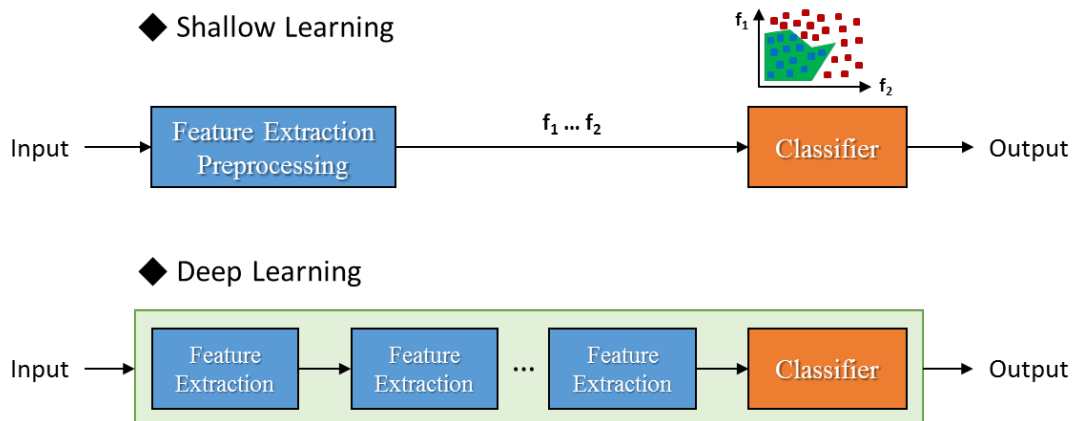 ◆ Shallow Learning
f₁
f₂
Input
Feature Extraction
Preprocessing
f₁ ... f₂
Classifier
Output
◆ Deep Learning
Input
Feature
Extraction
Feature
Extraction
...
Feature
Extraction
Classifier
Output